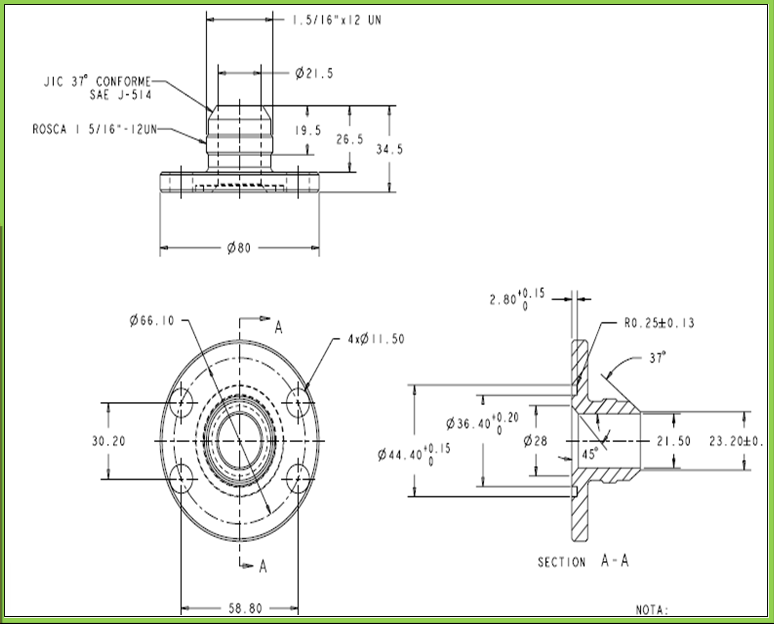 1.5/16"x12 UN
Ø21.5
JIC 37° CONFORME
SAE J-514
ROSCA 1 5/16"-12UN
19.5
26.5
34.5
Ø80
Ø66.10
A
4xØ11.50
30.20
A
58.80
2.80 +0.15
0
R0.25±0.13
37°
Ø36.40 +0.20
0
Ø44.40 +0.15
0
Ø28
45°
21.50
23.20±0.
SECTION A-A
NOTA: